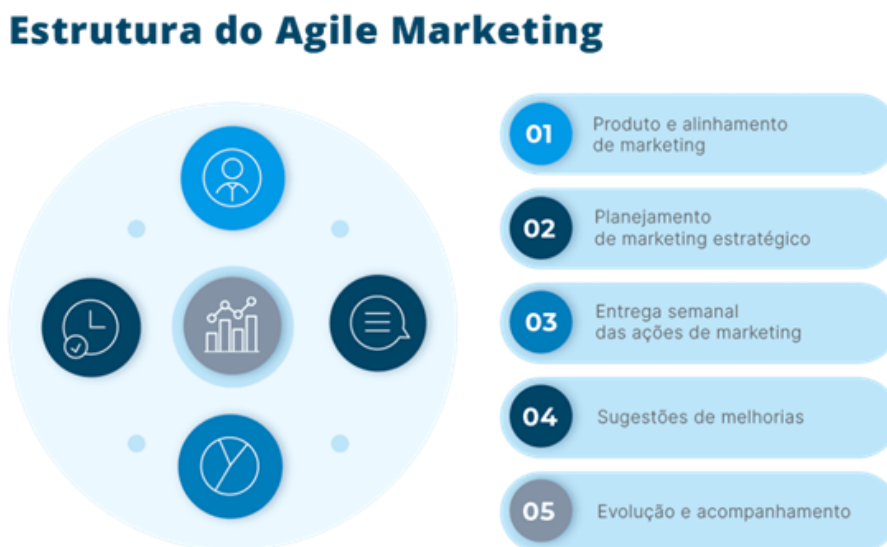 Estrutura do Agile Marketing
01
Produto e alinhamento
de marketing
02
Planejamento
de marketing estratégico
03
Entrega semanal
das ações de marketing
04
Sugestões de melhorias
05
Evolução e acompanhamento